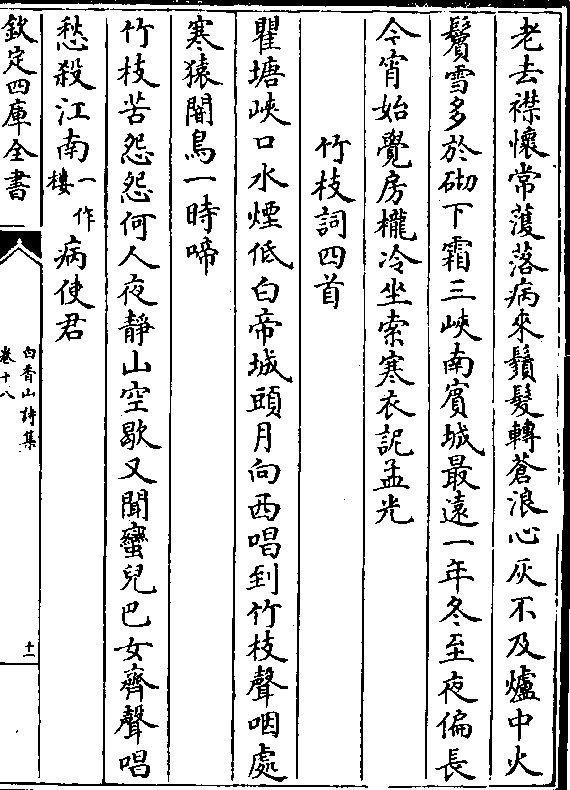 老去襟懷常濩落病來鬚髮轉蒼浪心灰不及爐中火
鬢雪多於砌下霜三峽南賓城最遠一年冬至夜偏長
今宵始覺房櫳冷坐索寒衣詑孟光
竹枝詞四首
瞿塘峽口水煙低白帝城頭月向西唱到竹枝聲咽處
寒猿闇鳥一時啼
竹枝苦怨怨何人夜靜山空歇又聞蠻兒巴女齊聲唱
愁殺江南一作樓病使君
欽定四庫全書
白香山詩集
卷十八
十一